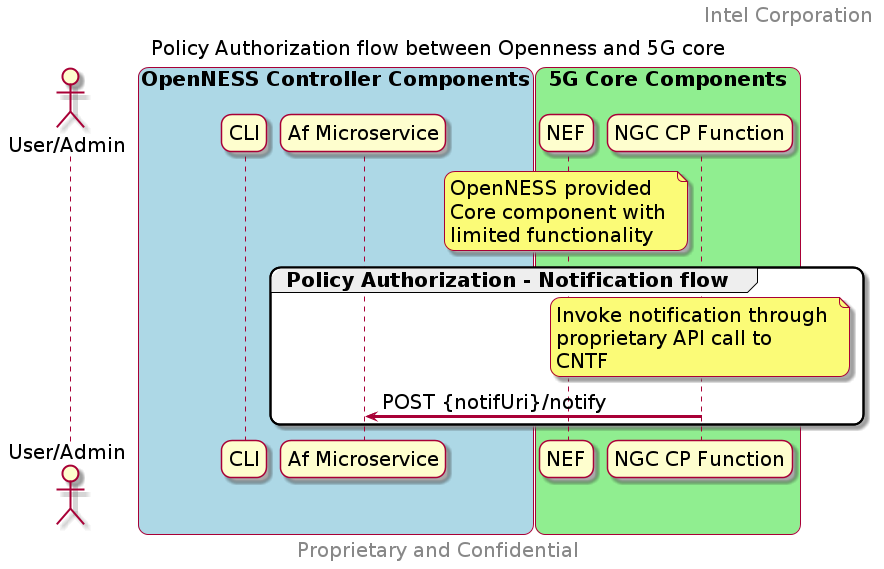 Intel Corporation
Policy Authorization flow between Openness and 5G core
OpenNESS Controller Components
5G Core Components
User/Admin
CLI
Af Microservice
NEF
NGC CP Function
OpenNESS provided
Core component with
limited functionality
Policy Authorization - Notification flow
Invoke notification through
proprietary API call to
CNTF
POST {notifUri}/notify
User/Admin
CLI
Af Microservice
NEF
NGC CP Function
Proprietary and Confidential